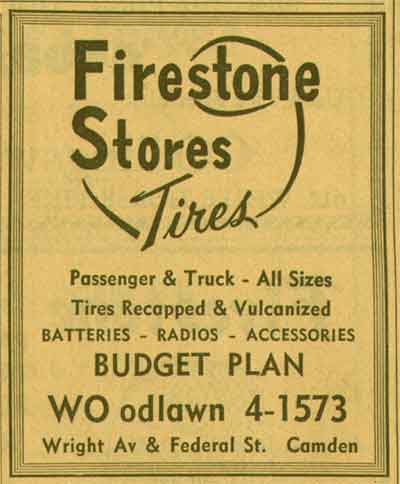 Firestone
Stores
Tires
Passenger & Truck - All Sizes
Tires Recapped & Vulcanized
BATTERIES - RADIOS - ACCESSORIES
BUDGET PLAN
WO odlawn 4-1573
Wright Av & Federal St. Camden